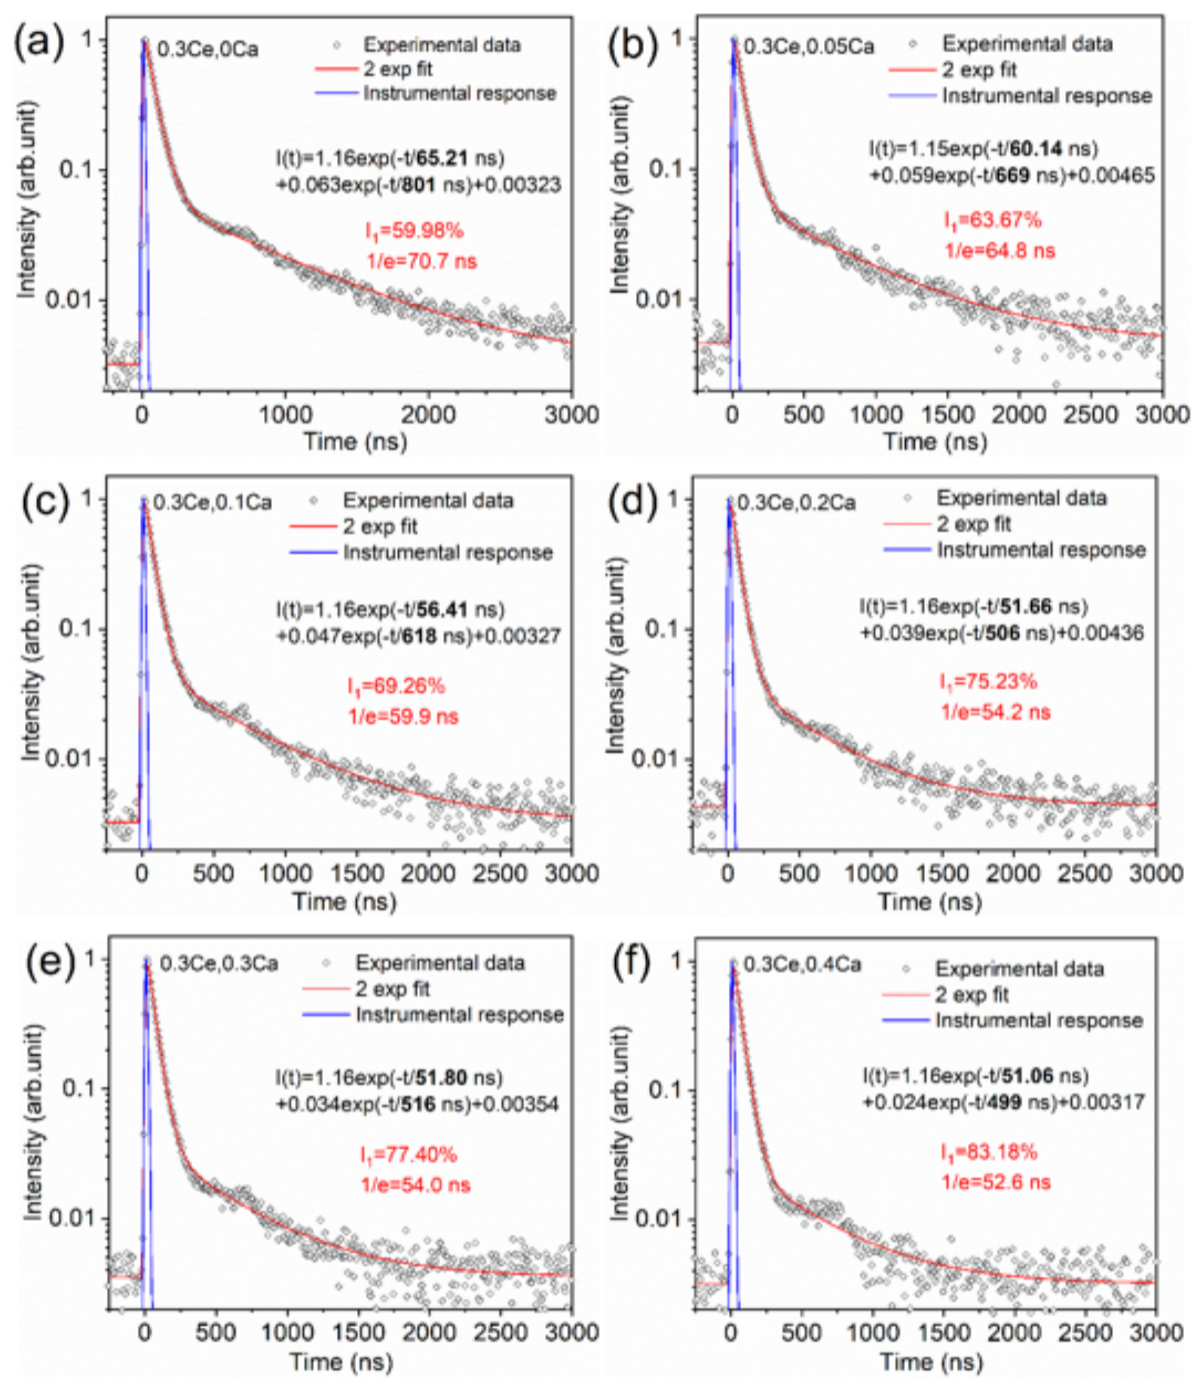 (a)
0.3Ce,0Ca
Experimental data
2 exp fit
Instrumental response
I(t)=1.16exp(-t/65.21 ns)
+0.063exp(-t/801 ns)+0.00323
I1=59.98%
1/e=70.7 ns
Intensity (arb.unit)
1
0.1
0.01
0 1000 2000 3000
Time (ns)
(b)
0.3Ce,0.05Ca
Experimental data
2 exp fit
Instrumental response
I(t)=1.15exp(-t/60.14 ns)
+0.059exp(-t/669 ns)+0.00465
I1=63.67%
1/e=64.8 ns
Intensity (arb.unit)
1
0.1
0.01
0 500 1000 1500 2000 2500 3000
Time (ns)
(c)
0.3Ce,0.1Ca
Experimental data
2 exp fit
Instrumental response
I(t)=1.16exp(-t/56.41 ns)
+0.047exp(-t/618 ns)+0.00327
I1=69.26%
1/e=59.9 ns
Intensity (arb.unit)
1
0.1
0.01
0 500 1000 1500 2000 2500 3000
Time (ns)
(d)
0.3Ce,0.2Ca
Experimental data
2 exp fit
Instrumental response
I(t)=1.16exp(-t/51.66 ns)
+0.039exp(-t/506 ns)+0.00436
I1=75.23%
1/e=54.2 ns
Intensity (arb.unit)
1
0.1
0.01
0 500 1000 1500 2000 2500 3000
Time (ns)
(e)
0.3Ce,0.3Ca
Experimental data
2 exp fit
Instrumental response
I(t)=1.16exp(-t/51.80 ns)
+0.034exp(-t/516 ns)+0.00354
I1=77.40%
1/e=54.0 ns
Intensity (arb.unit)
1
0.1
0.01
0 500 1000 1500 2000 2500 3000
Time (ns)
(f)
0.3Ce,0.4Ca
Experimental data
2 exp fit
Instrumental response
I(t)=1.16exp(-t/51.06 ns)
+0.024exp(-t/499 ns)+0.00317
I1=83.18%
1/e=52.6 ns
Intensity (arb.unit)
1
0.1
0.01
0 500 1000 1500 2000 2500 3000
Time (ns)